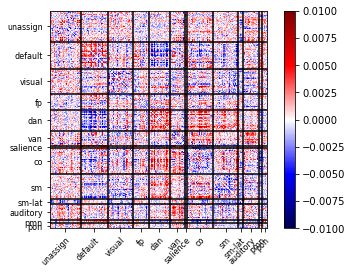 unassign
default
visual
fp
dan
van
salience
co
sm
sm-lat
auditory
pmn
pon
unassign
default
visual
fp
dan
van
salience
co
sm
sm-lat
auditory
0.0100
0.0075
0.0050
0.0025
0.0000
−0.0025
−0.0050
−0.0075
−0.0100